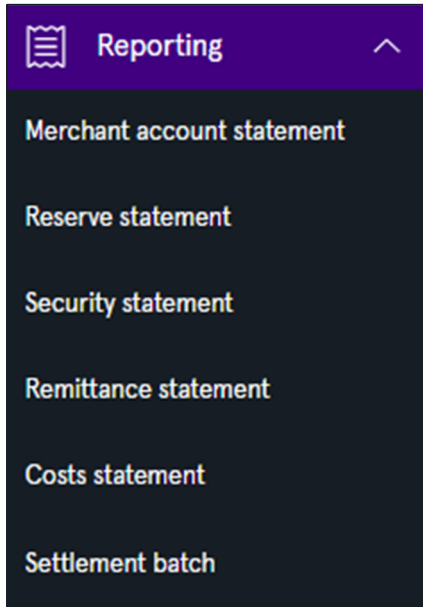 Reporting
Merchant account statement
Reserve statement
Security statement
Remittance statement
Costs statement
Settlement batch